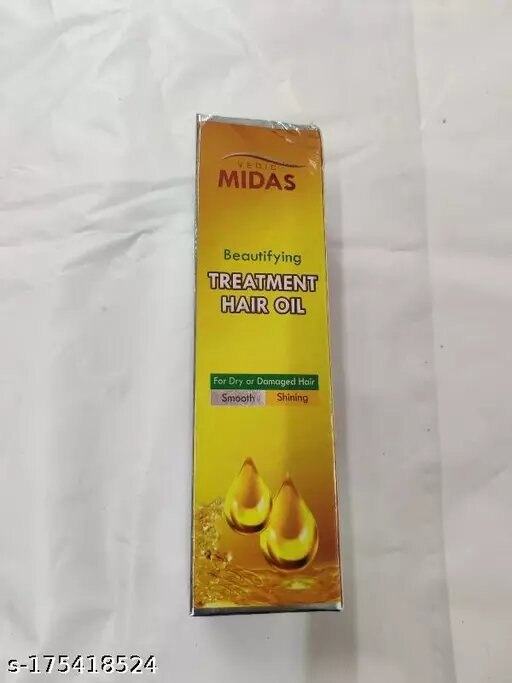 VEDIC
MIDAS
Beautifying
TREATMENT
HAIR OIL
For Dry or Damaged Hair
Smooth Shining
s-175418524